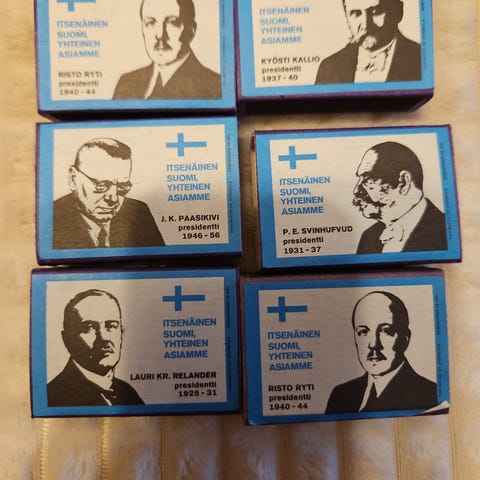 ITSENÄINEN
SUOMI,
YHTEINEN
ASIAMME
RISTO RYTI
presidentti
1940 - 44
ITSENÄINEN
SUOMI,
YHTEINEN
ASIAMME
KYÖSTI KALLIO
presidentti
1937 - 40
ITSENÄINEN
SUOMI,
YHTEINEN
ASIAMME
J. K. PAASIKIVI
presidentti
1946 - 56
ITSENÄINEN
SUOMI,
YHTEINEN
ASIAMME
P. E. SVINHUFVUD
presidentti
1931 - 37
ITSENÄINEN
SUOMI,
YHTEINEN
ASIAMME
LAURI KR. RELANDER
presidentti
1925 - 31
ITSENÄINEN
SUOMI,
YHTEINEN
ASIAMME
RISTO RYTI
presidentti
1940 - 44